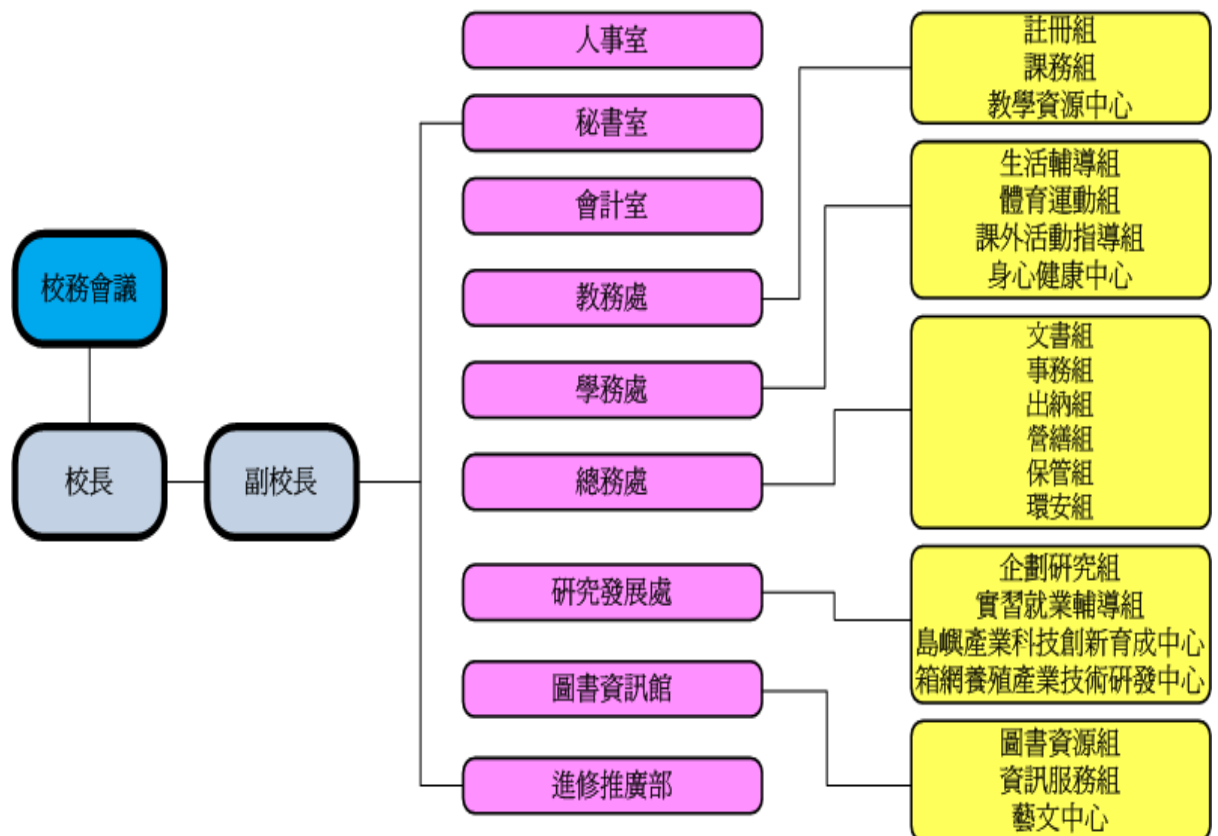 校務會議
校長
副校長
人事室
秘書室
會計室
教務處
學務處
總務處
研究發展處
圖書資訊館
進修推廣部
註冊組
課務組
教學資源中心
生活輔導組
體育運動組
課外活動指導組
身心健康中心
文書組
事務組
出納組
營繕組
保管組
環安組
企劃研究組
實習就業輔導組
島嶼產業科技創新育成中心
箱網養殖產業技術研發中心
圖書資源組
資訊服務組
藝文中心